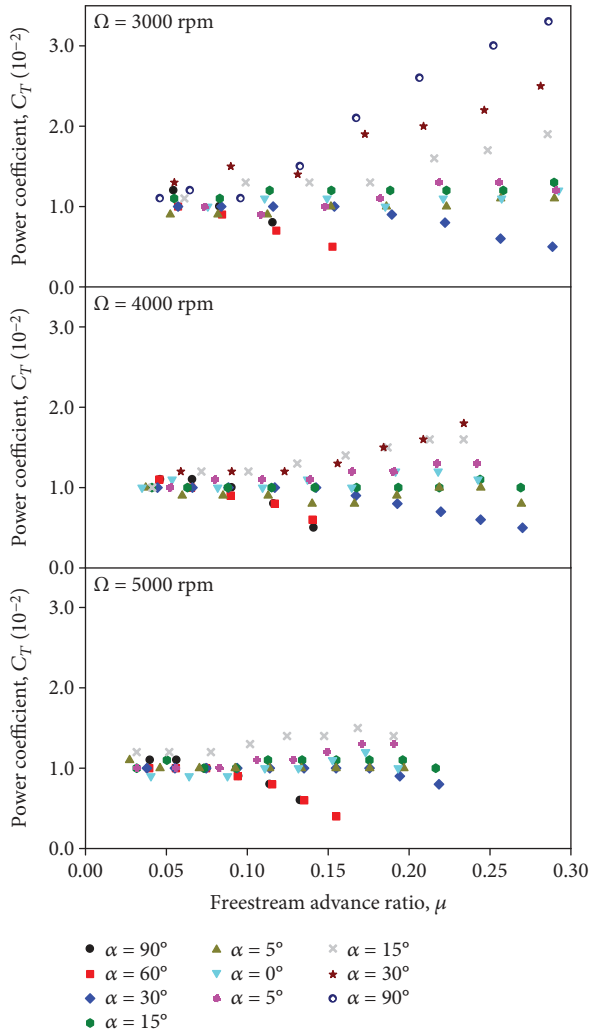 Ω = 3000 rpm
Power coefficient, C_T (10⁻²)
3.0
2.0
1.0
0.0
Ω = 4000 rpm
Power coefficient, C_T (10⁻²)
3.0
2.0
1.0
0.0
Ω = 5000 rpm
Power coefficient, C_T (10⁻²)
3.0
2.0
1.0
0.0
0.00 0.05 0.10 0.15 0.20 0.25 0.30
Freestream advance ratio, μ
α = 90°
α = 60°
α = 30°
α = 15°
α = 5°
α = 0°
α = 5°
α = 15°
α = 30°
α = 90°